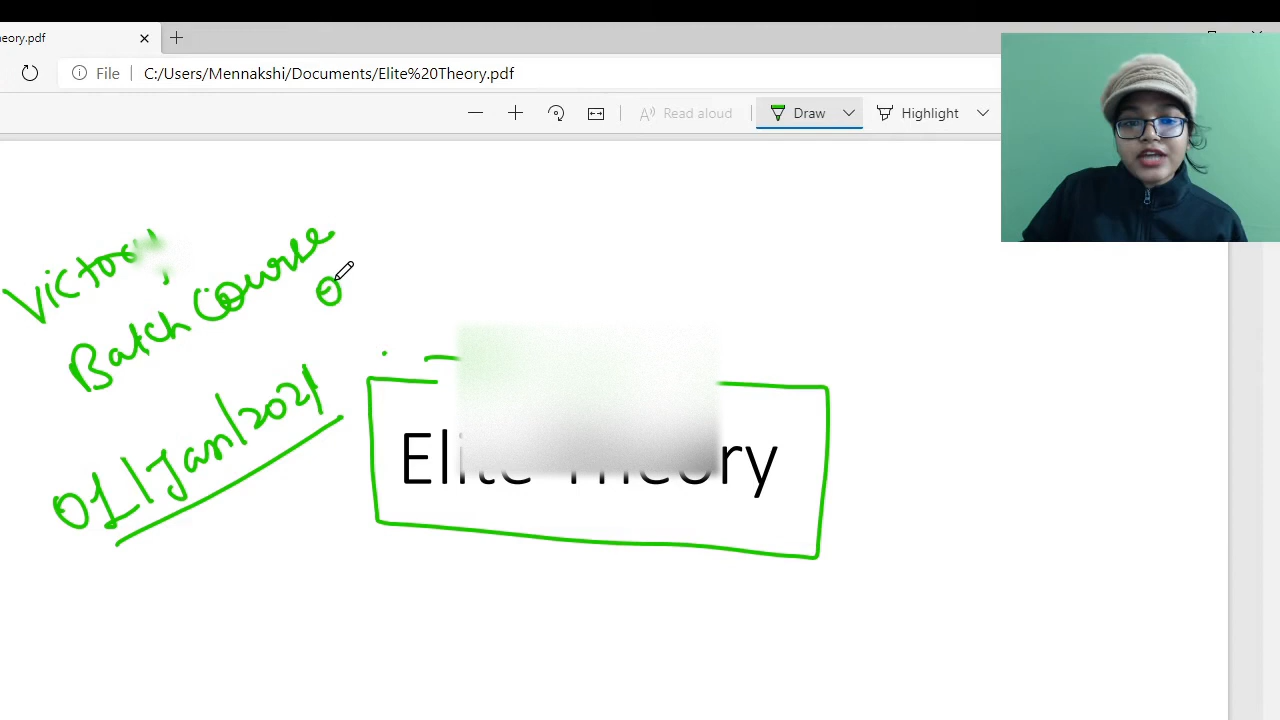 eory.pdf
File C:/Users/Mennakshi/Documents/Elite%20Theory.pdf
Read aloud Draw Highlight
Victory
Batch Course
01/Jan/2021
Elite Theory